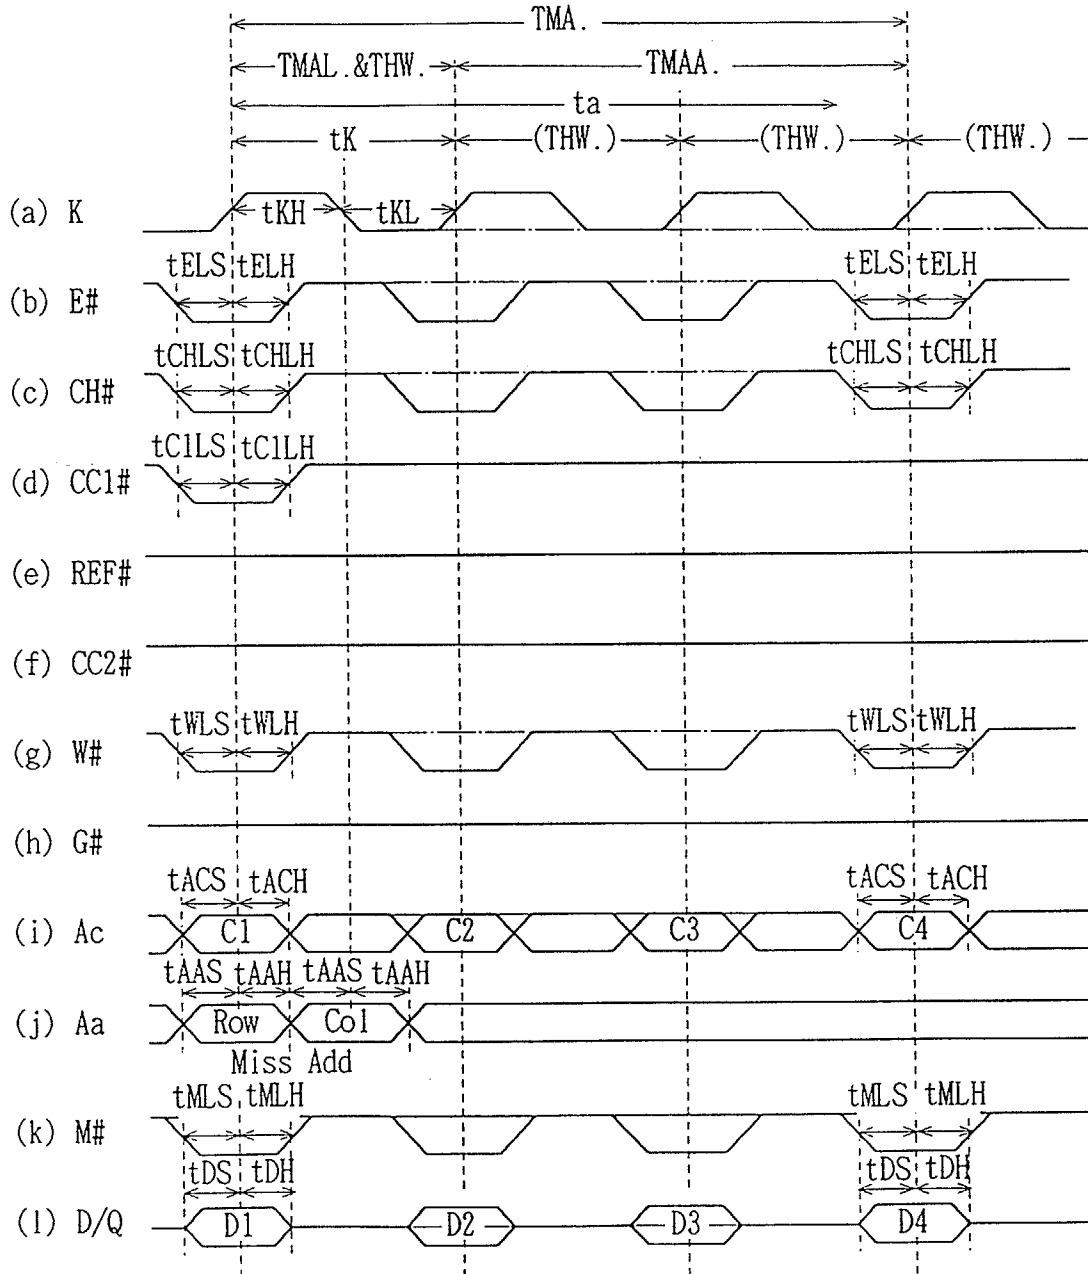 TMA.
TMAL.&THW. TMAA.
ta
tK (THW.) (THW.) (THW.)
(a) K tKH tKL
tELS tELH tELS tELH
(b) E#
tCHLS tCHLH tCHLS tCHLH
(c) CH#
tC1LS tC1LH
(d) CC1#
(e) REF#
(f) CC2#
tWLS tWLH tWLS tWLH
(g) W#
(h) G#
tACS tACH tACS tACH
(i) Ac C1 C2 C3 C4
tAAS tAAH tAAS tAAH
(j) Aa Row Col
Miss Add
tMLS tMLH tMLS tMLH
(k) M#
tDS tDH tDS tDH
(l) D/Q D1 D2 D3 D4